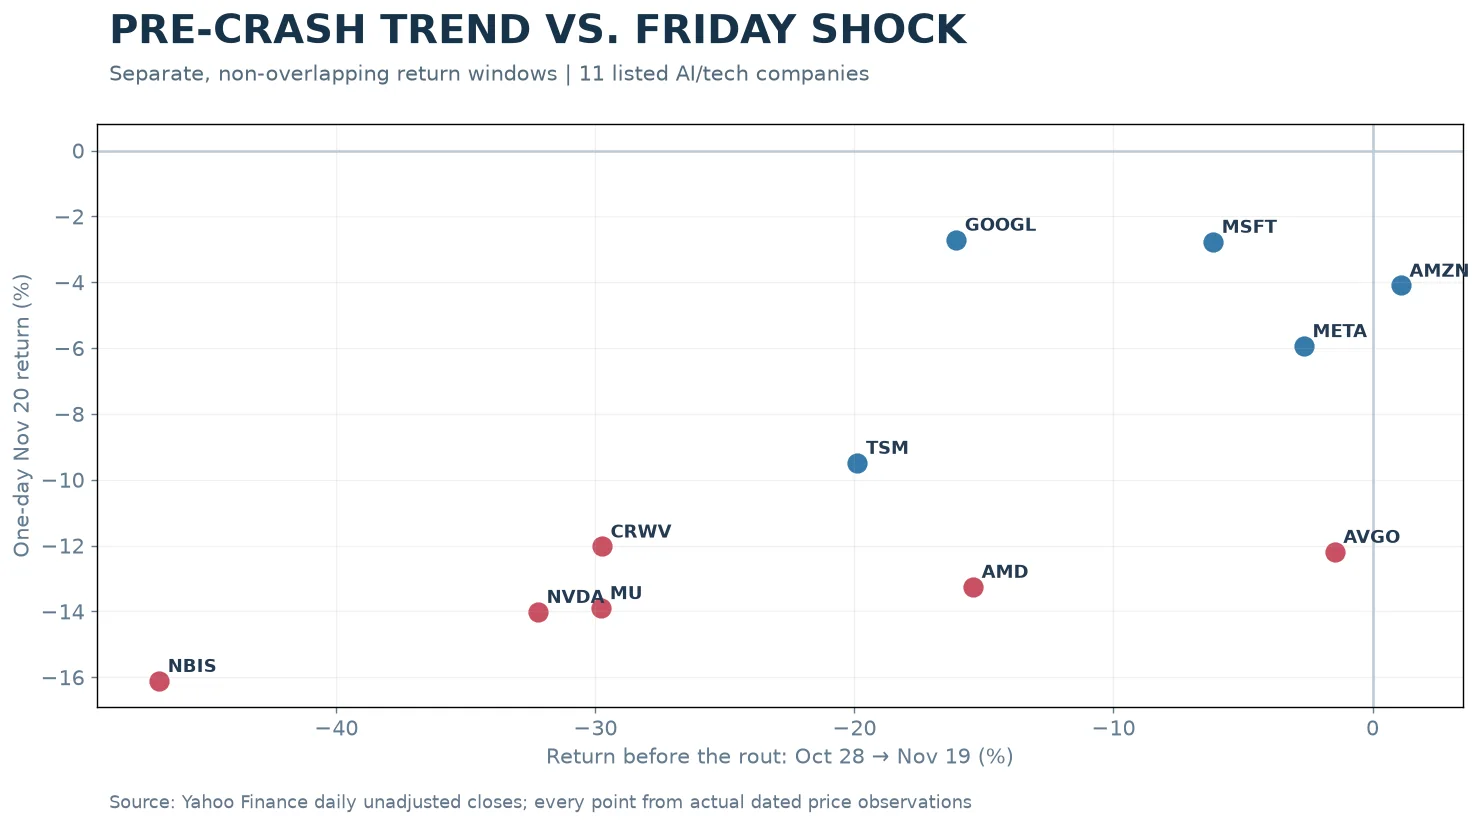 PRE-CRASH TREND VS. FRIDAY SHOCK
Separate, non-overlapping return windows | 11 listed AI/tech companies
One-day Nov 20 return (%)
0
−2
−4
−6
−8
−10
−12
−14
−16
GOOGL
MSFT
AMZN
META
TSM
CRWV
AVGO
AMD
NVDA
MU
NBIS
−40
−30
−20
−10
0
Return before the rout: Oct 28 → Nov 19 (%)
Source: Yahoo Finance daily unadjusted closes; every point from actual dated price observations